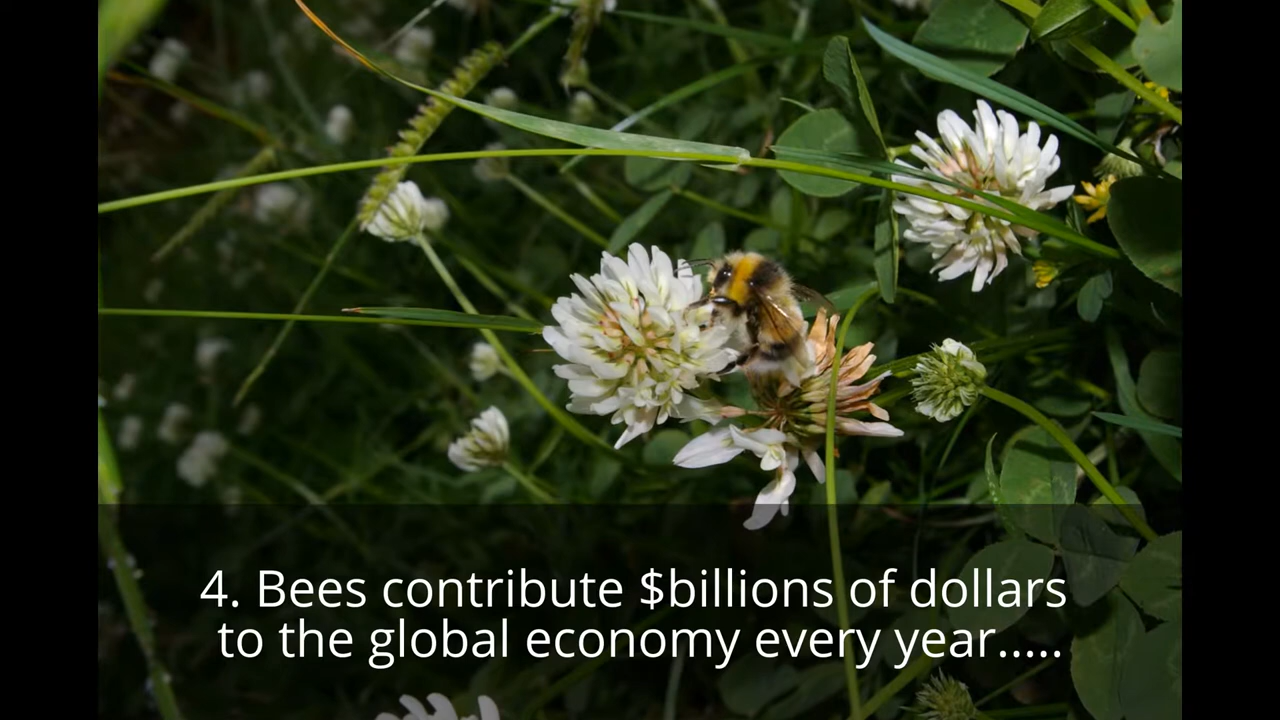 4. Bees contribute $billions of dollars
to the global economy every year.....